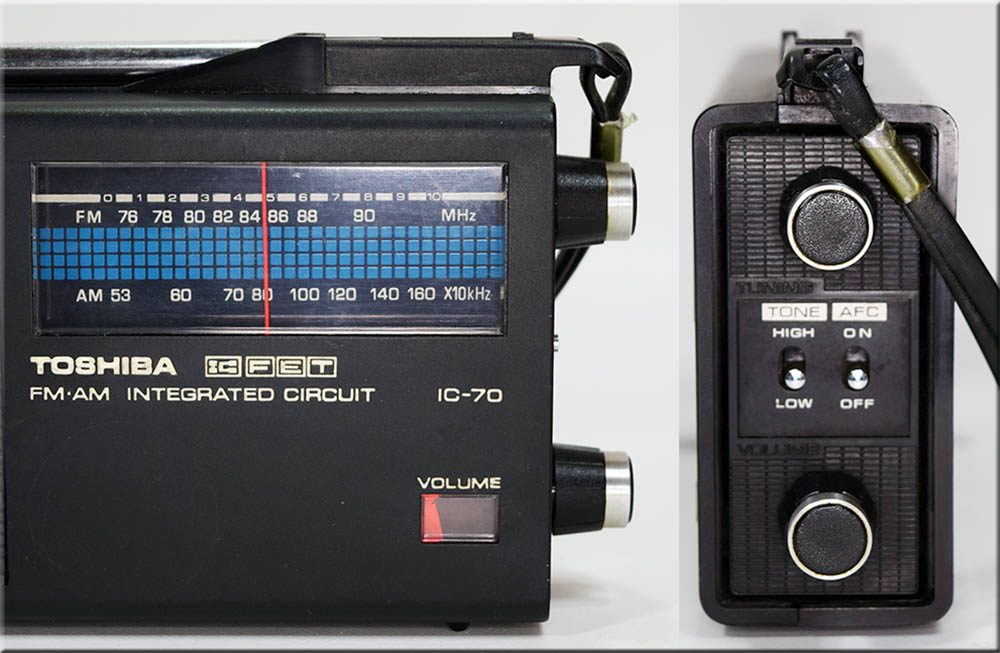 0 1 2 3 4 5 6 7 8 9 10
FM 76 78 80 82 84 86 88 90 MHz
AM 53 60 70 80 100 120 140 160 X10kHz
TOSHIBA IC FET
FM·AM INTEGRATED CIRCUIT IC-70
VOLUME
TUNING
TONE AFC
HIGH ON
LOW OFF
VOLUME